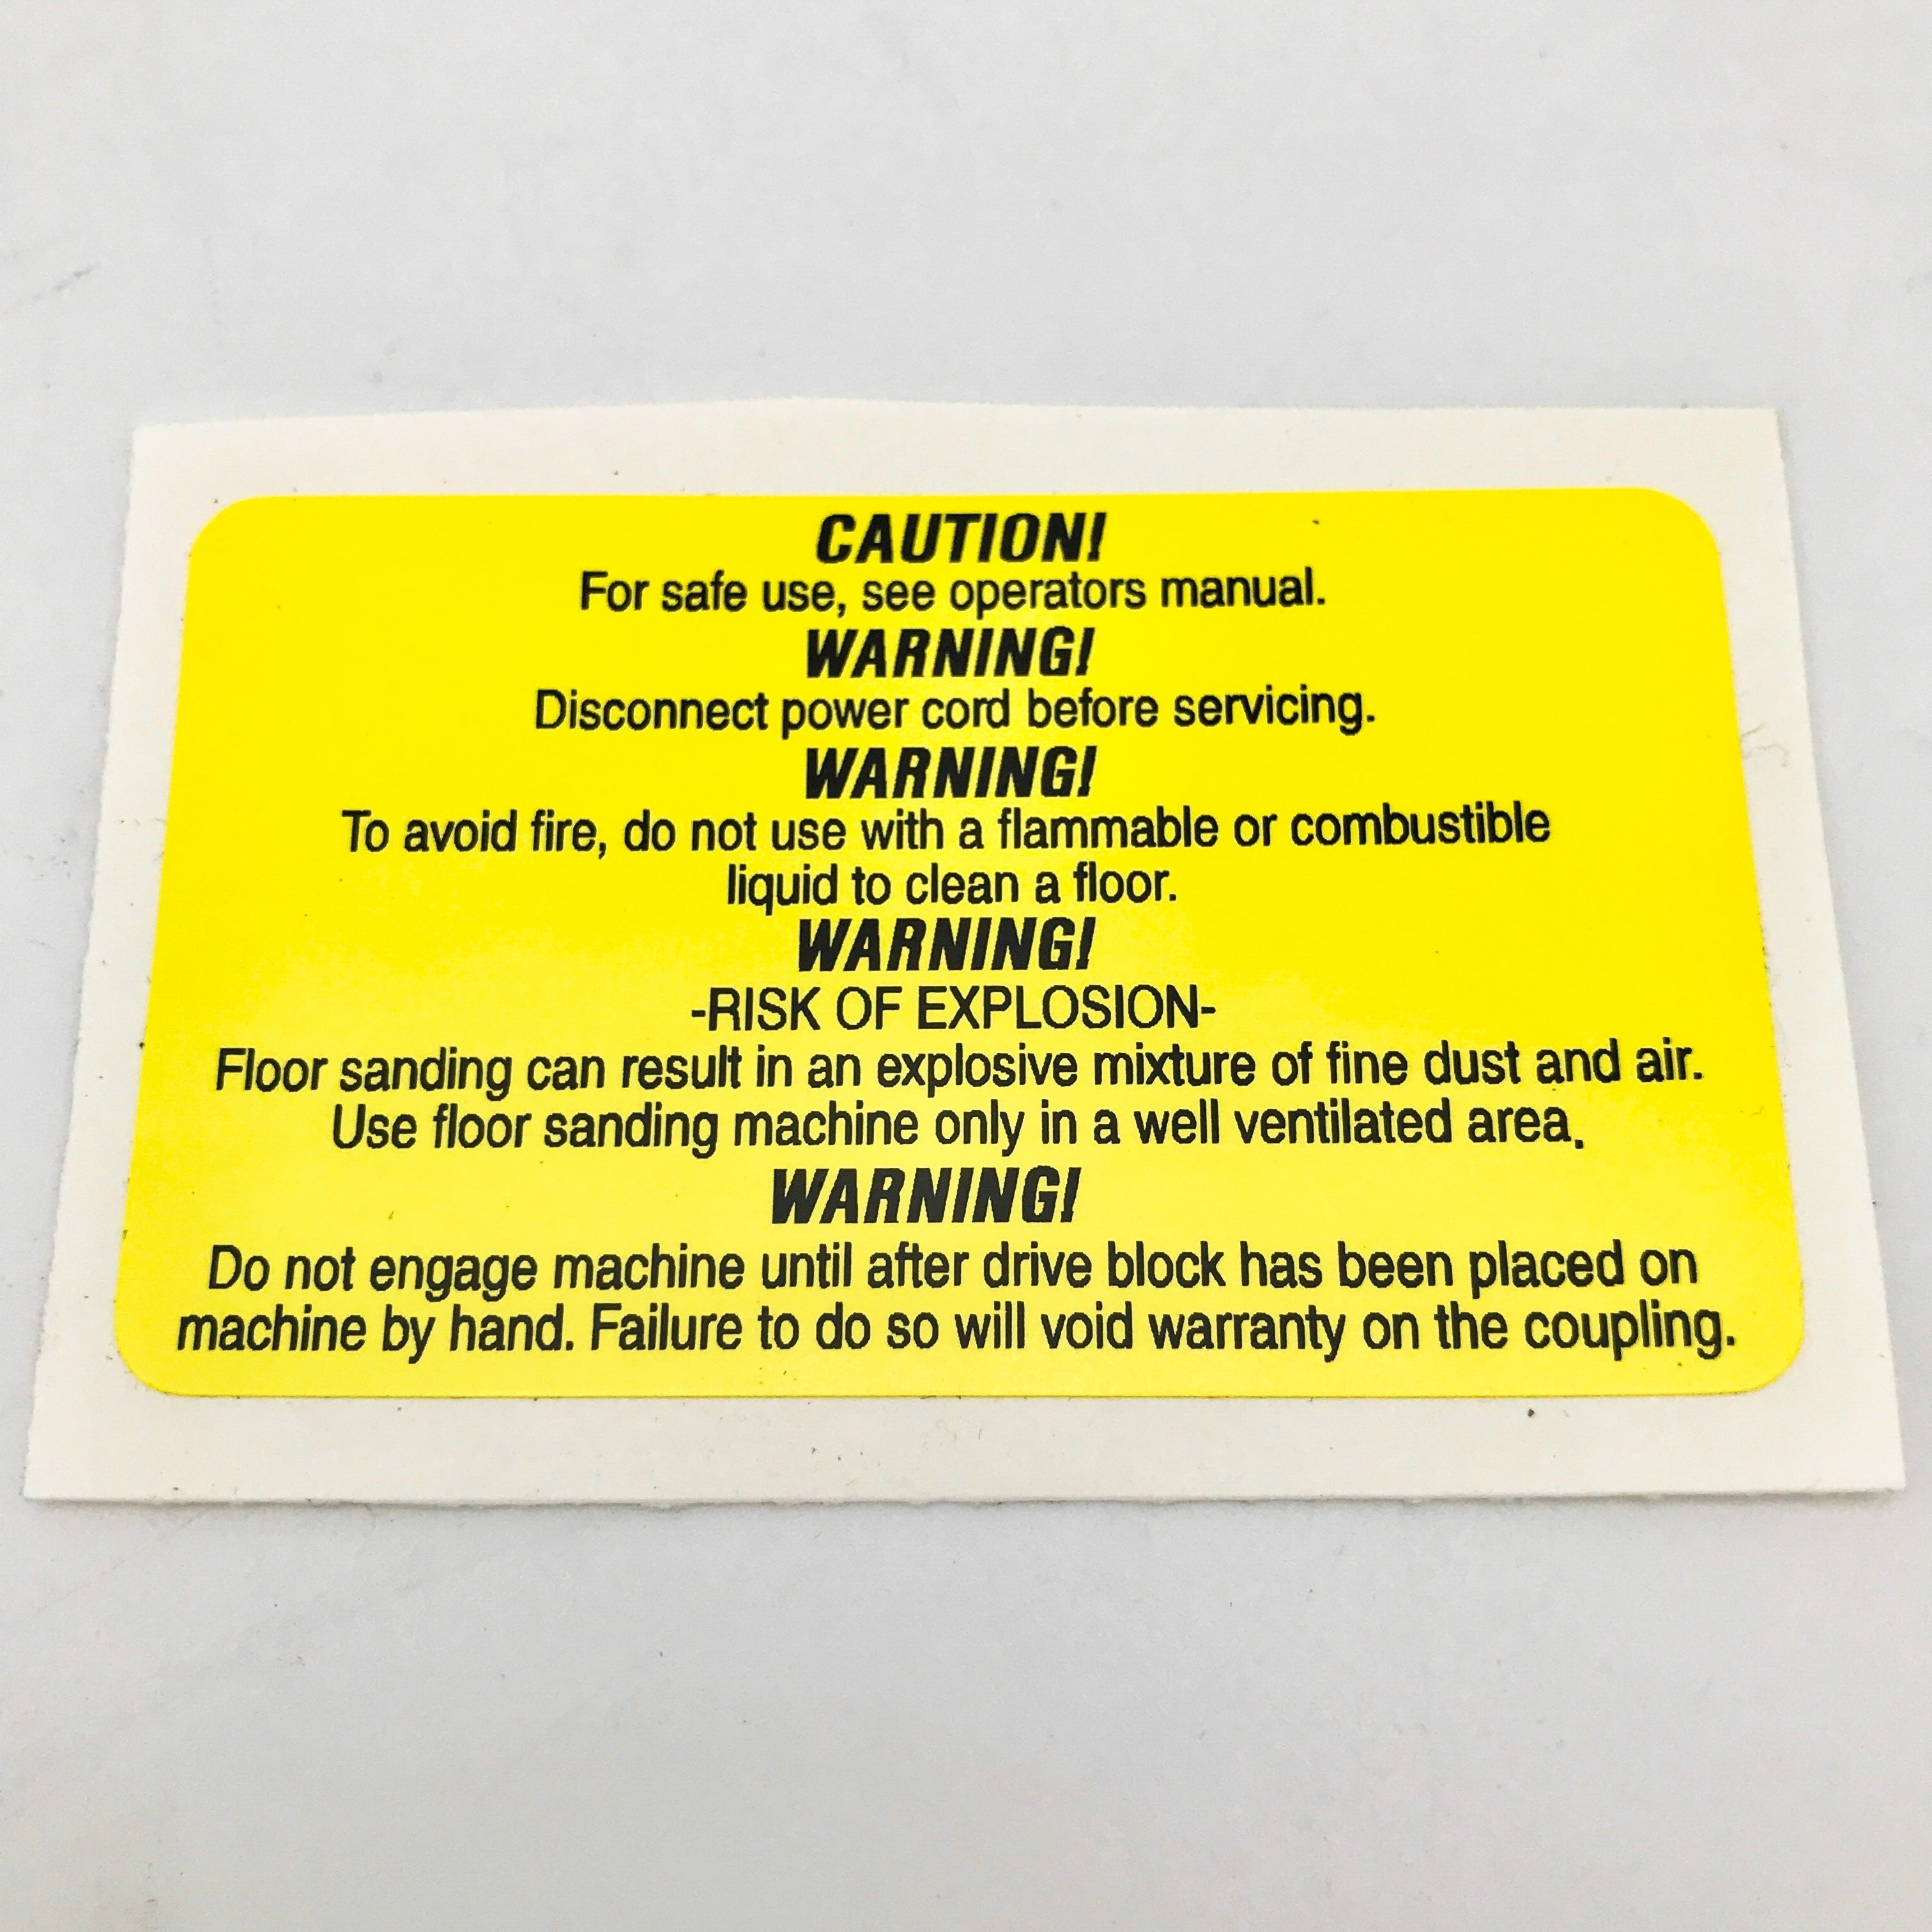 CAUTION!
For safe use, see operators manual.
WARNING!
Disconnect power cord before servicing.
WARNING!
To avoid fire, do not use with a flammable or combustible
liquid to clean a floor.
WARNING!
-RISK OF EXPLOSION-
Floor sanding can result in an explosive mixture of fine dust and air.
Use floor sanding machine only in a well ventilated area.
WARNING!
Do not engage machine until after drive block has been placed on
machine by hand. Failure to do so will void warranty on the coupling.